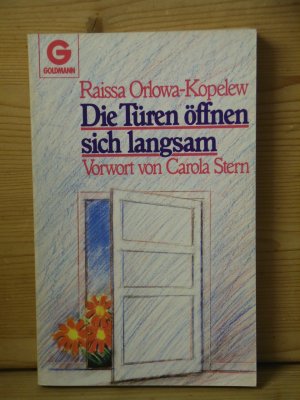 G
GOLDMANN
Raissa Orlowa-Kopelew
Die Türen öffnen
sich langsam
Vorwort von Carola Stern